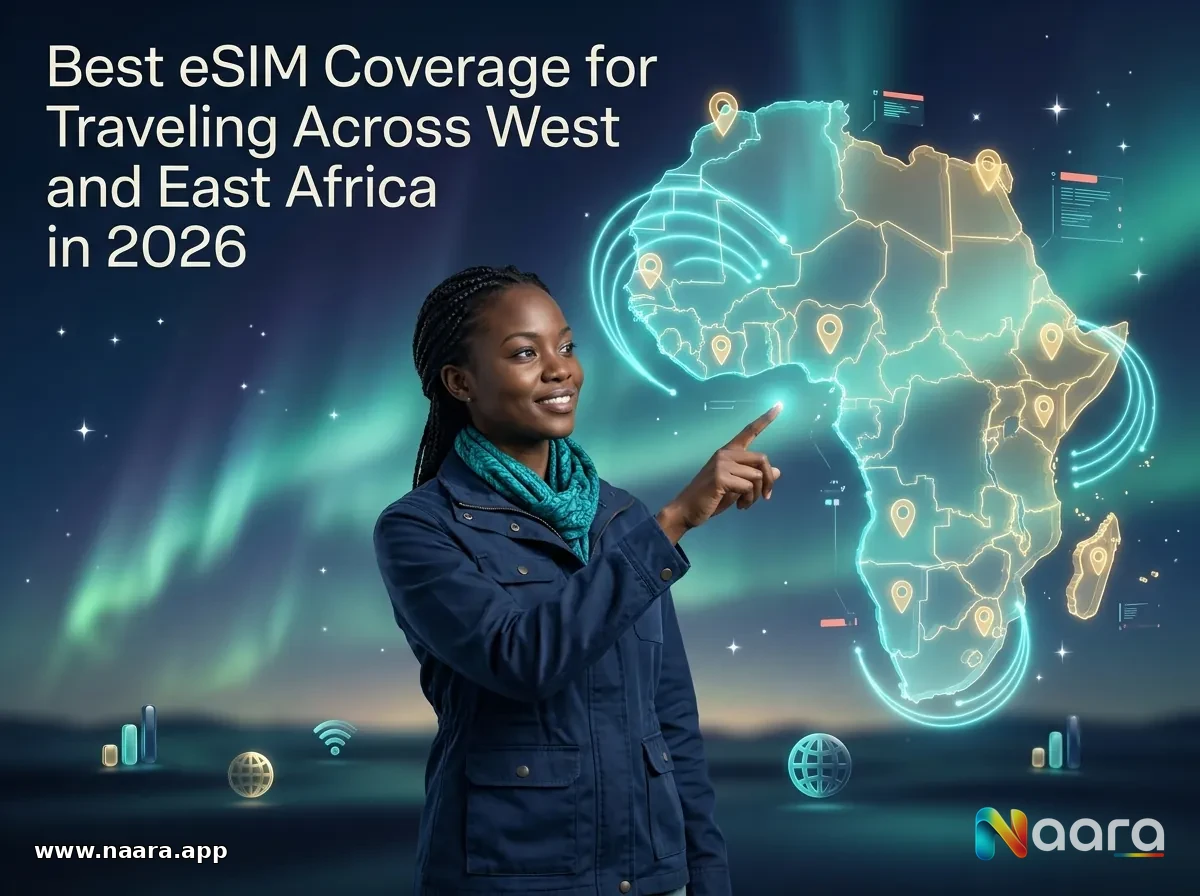 Best eSIM Coverage for
Traveling Across West
and East Africa
in 2026
www.naara.app
Naara